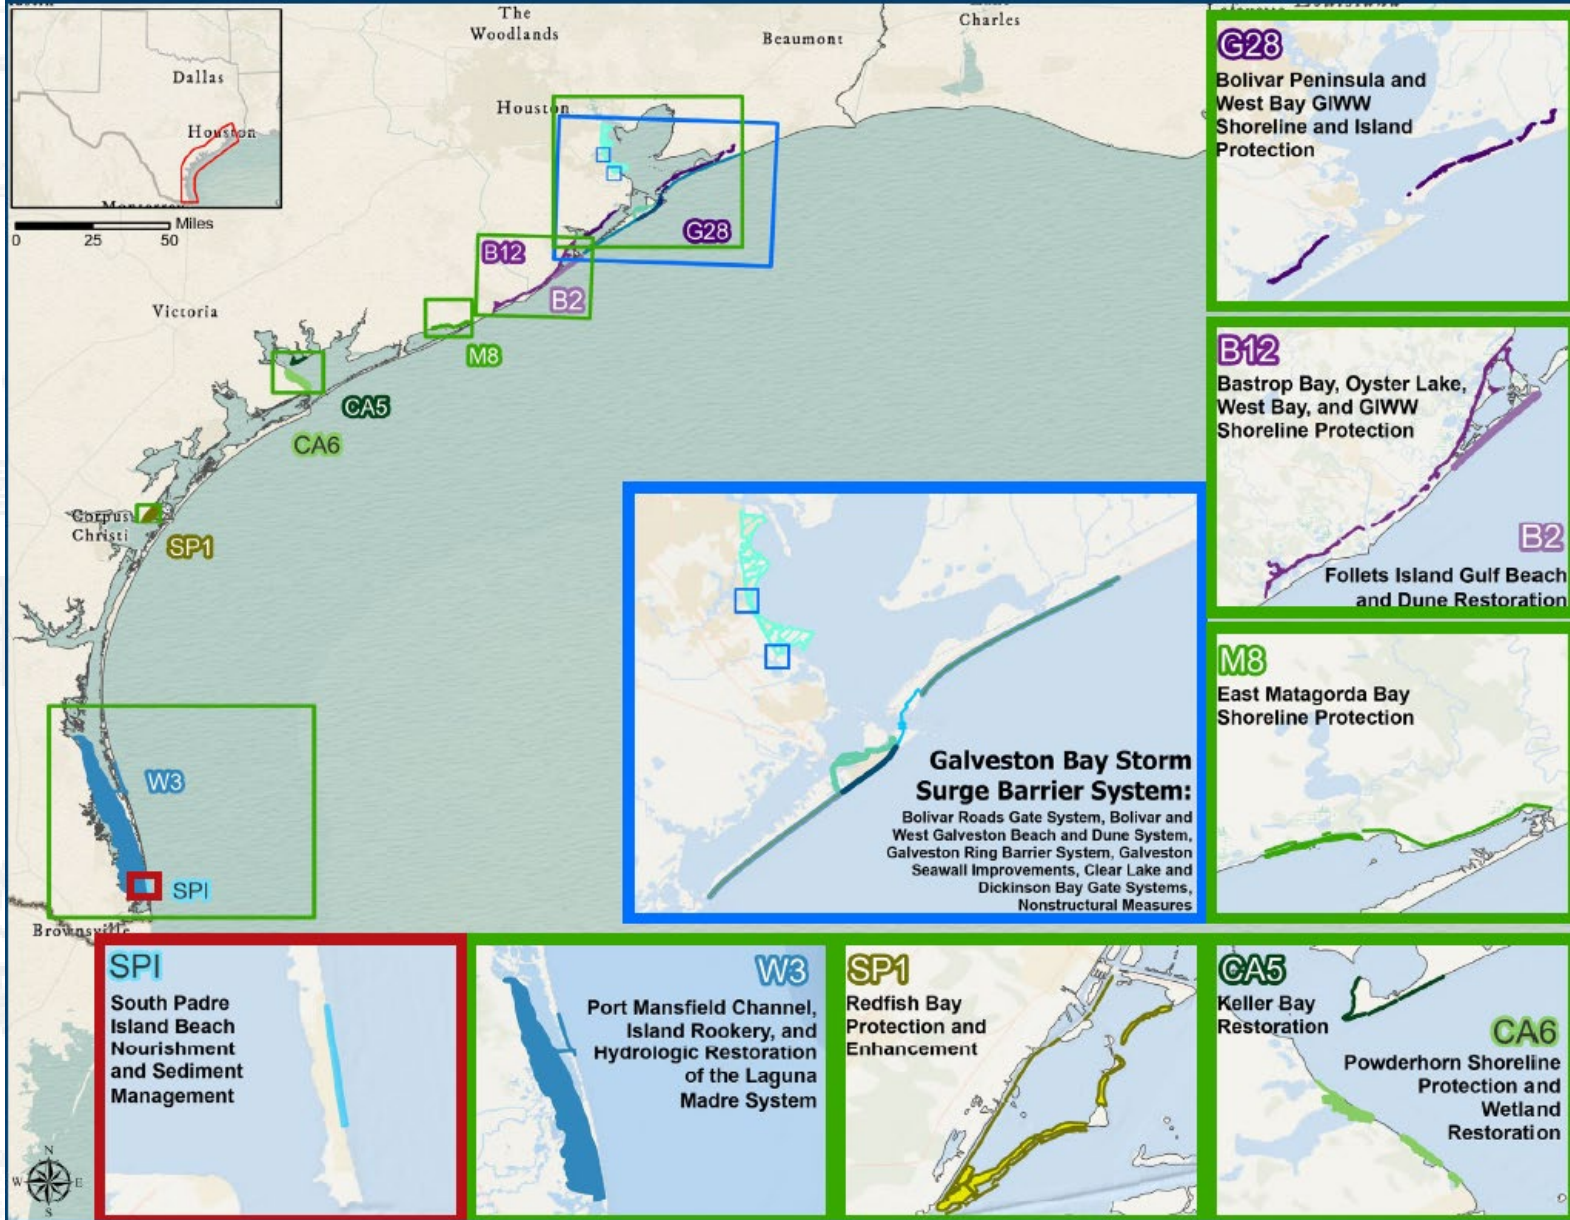 The
Woodlands
Beaumont
Lake
Charles
Houston
Dallas
Houston
Monterrey
Miles
0 25 50
Victoria
Corpus
Christi
Brownsville
G28
B12
B2
M8
CA5
CA6
SP1
W3
SPI
G28
Bolivar Peninsula and
West Bay GIWW
Shoreline and Island
Protection
B12
Bastrop Bay, Oyster Lake,
West Bay, and GIWW
Shoreline Protection
B2
Follets Island Gulf Beach
and Dune Restoration
M8
East Matagorda Bay
Shoreline Protection
Galveston Bay Storm
Surge Barrier System:
Bolivar Roads Gate System, Bolivar and
West Galveston Beach and Dune System,
Galveston Ring Barrier System, Galveston
Seawall Improvements, Clear Lake and
Dickinson Bay Gate Systems,
Nonstructural Measures
SPI
South Padre
Island Beach
Nourishment
and Sediment
Management
W3
Port Mansfield Channel,
Island Rookery, and
Hydrologic Restoration
of the Laguna
Madre System
SP1
Redfish Bay
Protection and
Enhancement
CA5
Keller Bay
Restoration
CA6
Powderhorn Shoreline
Protection and
Wetland
Restoration
N
W E
S